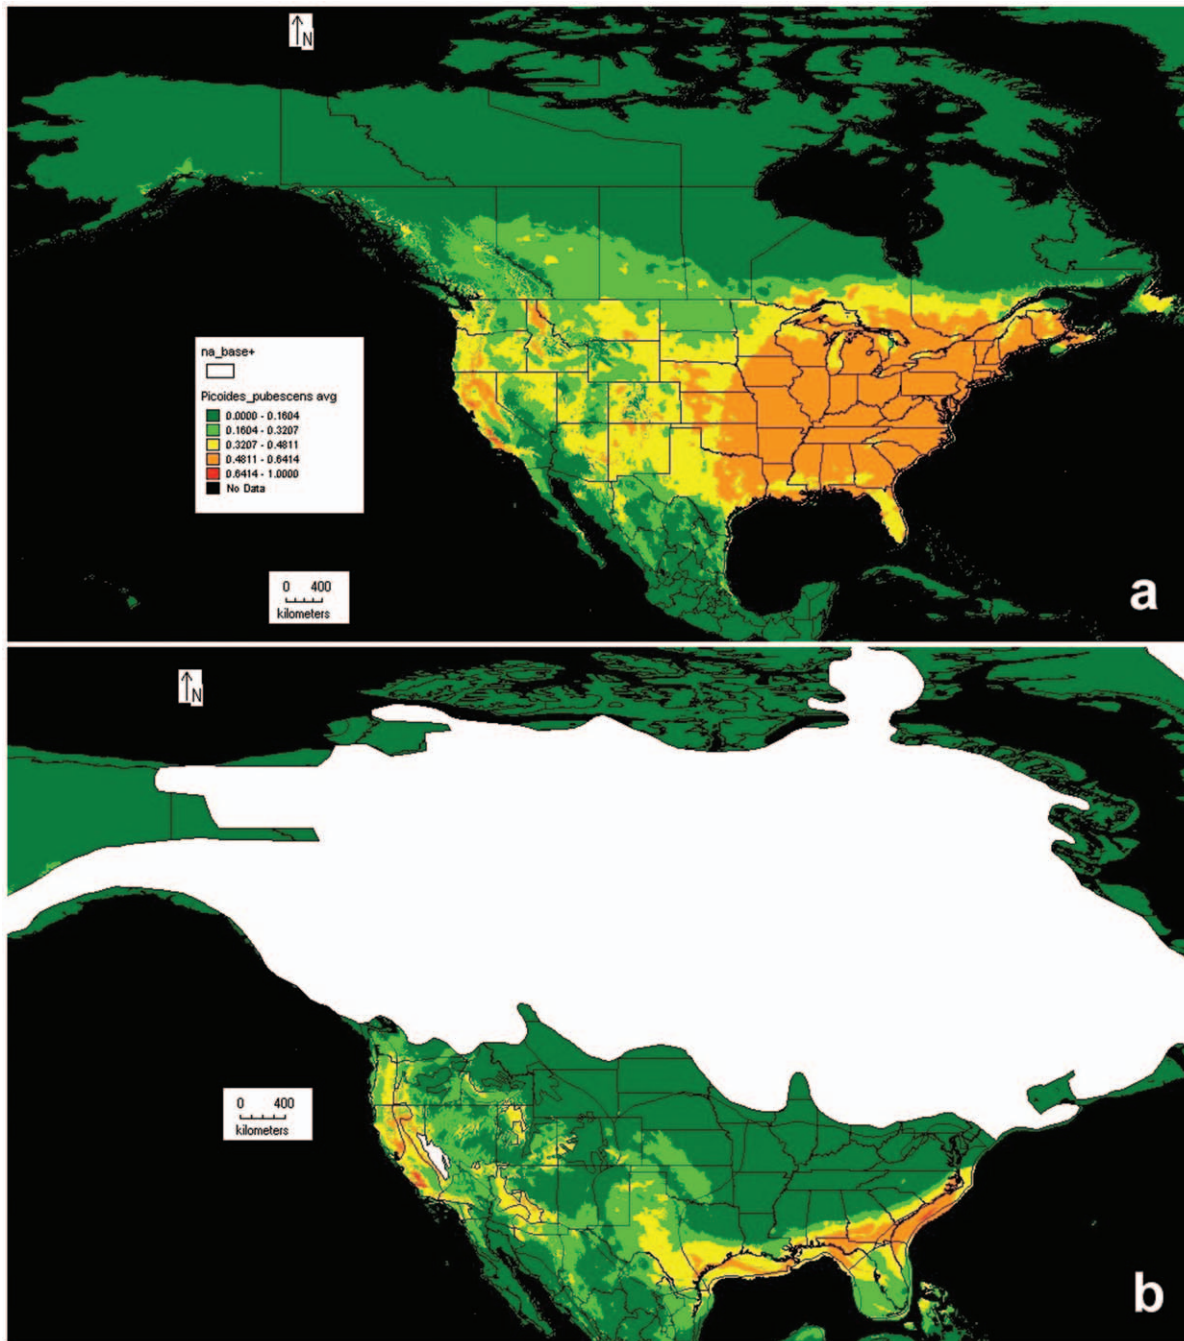 N
na_base+
Picoides_pubescens avg
0.0000 - 0.1604
0.1604 - 0.3207
0.3207 - 0.4811
0.4811 - 0.6414
0.6414 - 1.0000
No Data
0 400
kilometers
a
N
0 400
kilometers
b